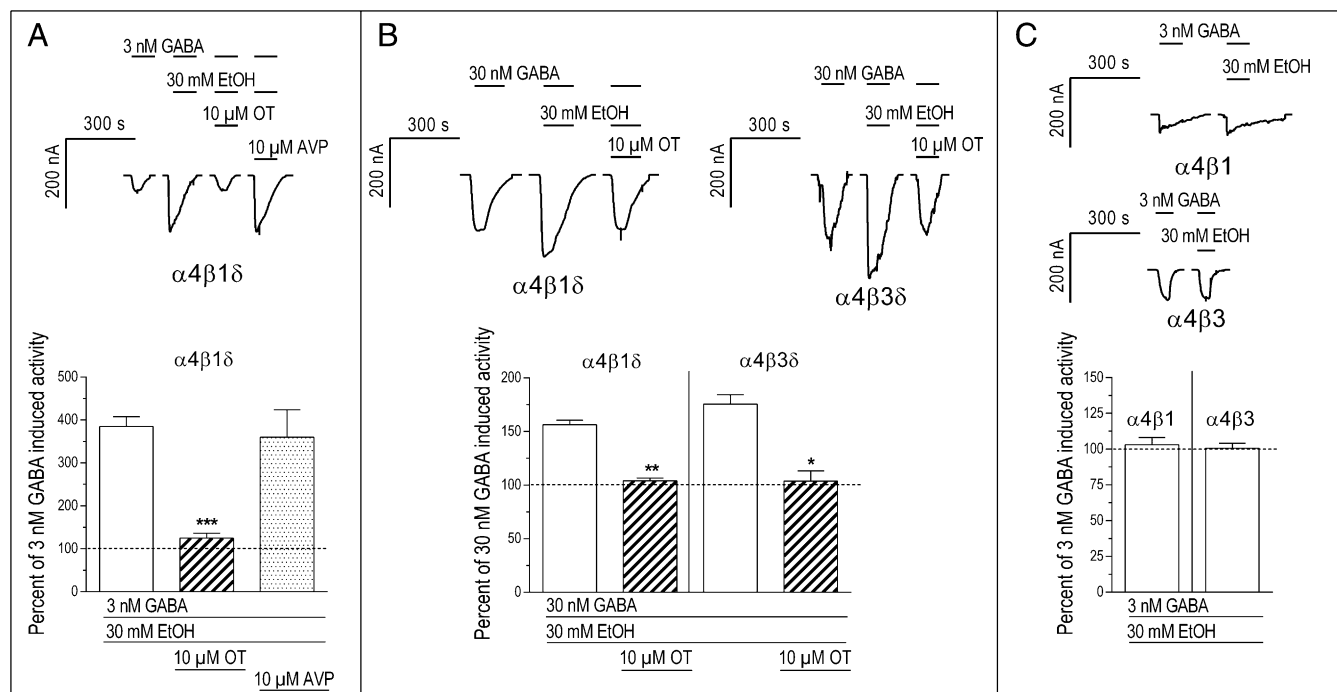 A
3 nM GABA
30 mM EtOH
10 µM OT
10 µM AVP
300 s
200 nA
α4β1δ
α4β1δ
Percent of 3 nM GABA induced activity
500
400
300
200
100
0
***
3 nM GABA
30 mM EtOH
10 µM OT
10 µM AVP
B
30 nM GABA
30 mM EtOH
10 µM OT
300 s
200 nA
α4β1δ
30 nM GABA
30 mM EtOH
10 µM OT
300 s
200 nA
α4β3δ
α4β1δ
α4β3δ
Percent of 30 nM GABA induced activity
200
150
100
50
0
**
*
30 nM GABA
30 mM EtOH
10 µM OT
10 µM OT
C
3 nM GABA
30 mM EtOH
300 s
200 nA
α4β1
3 nM GABA
30 mM EtOH
300 s
200 nA
α4β3
Percent of 3 nM GABA induced activity
150
125
100
75
50
25
0
α4β1
α4β3
3 nM GABA
30 mM EtOH